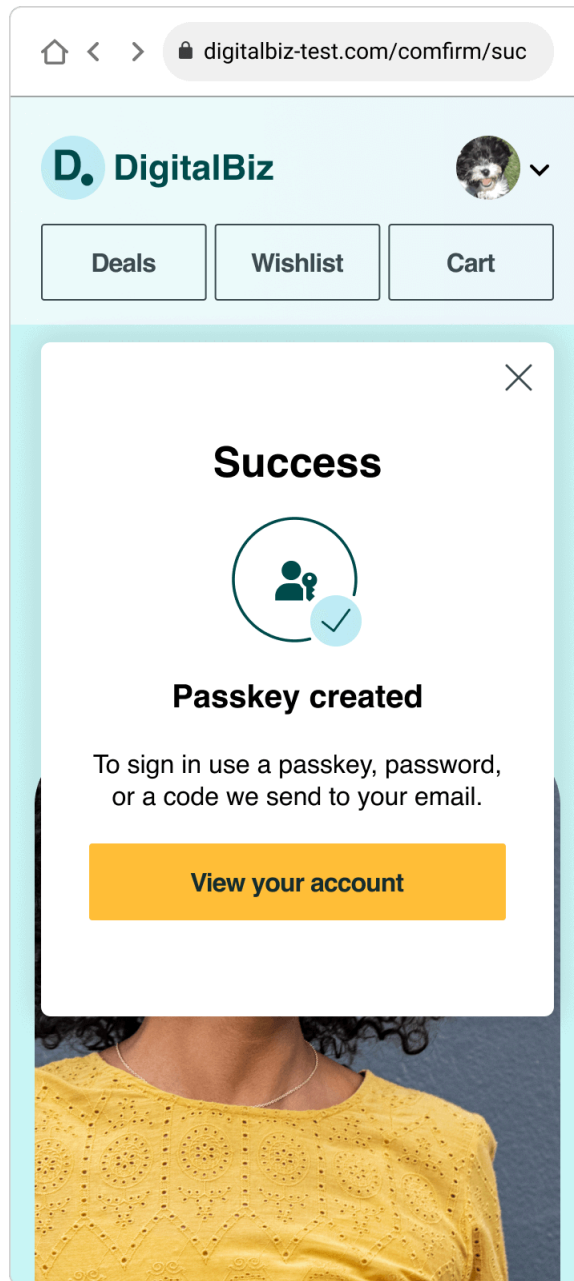 digitalbiz-test.com/comfirm/suc
D. DigitalBiz
Deals Wishlist Cart
Success
Passkey created
To sign in use a passkey, password,
or a code we send to your email.
View your account